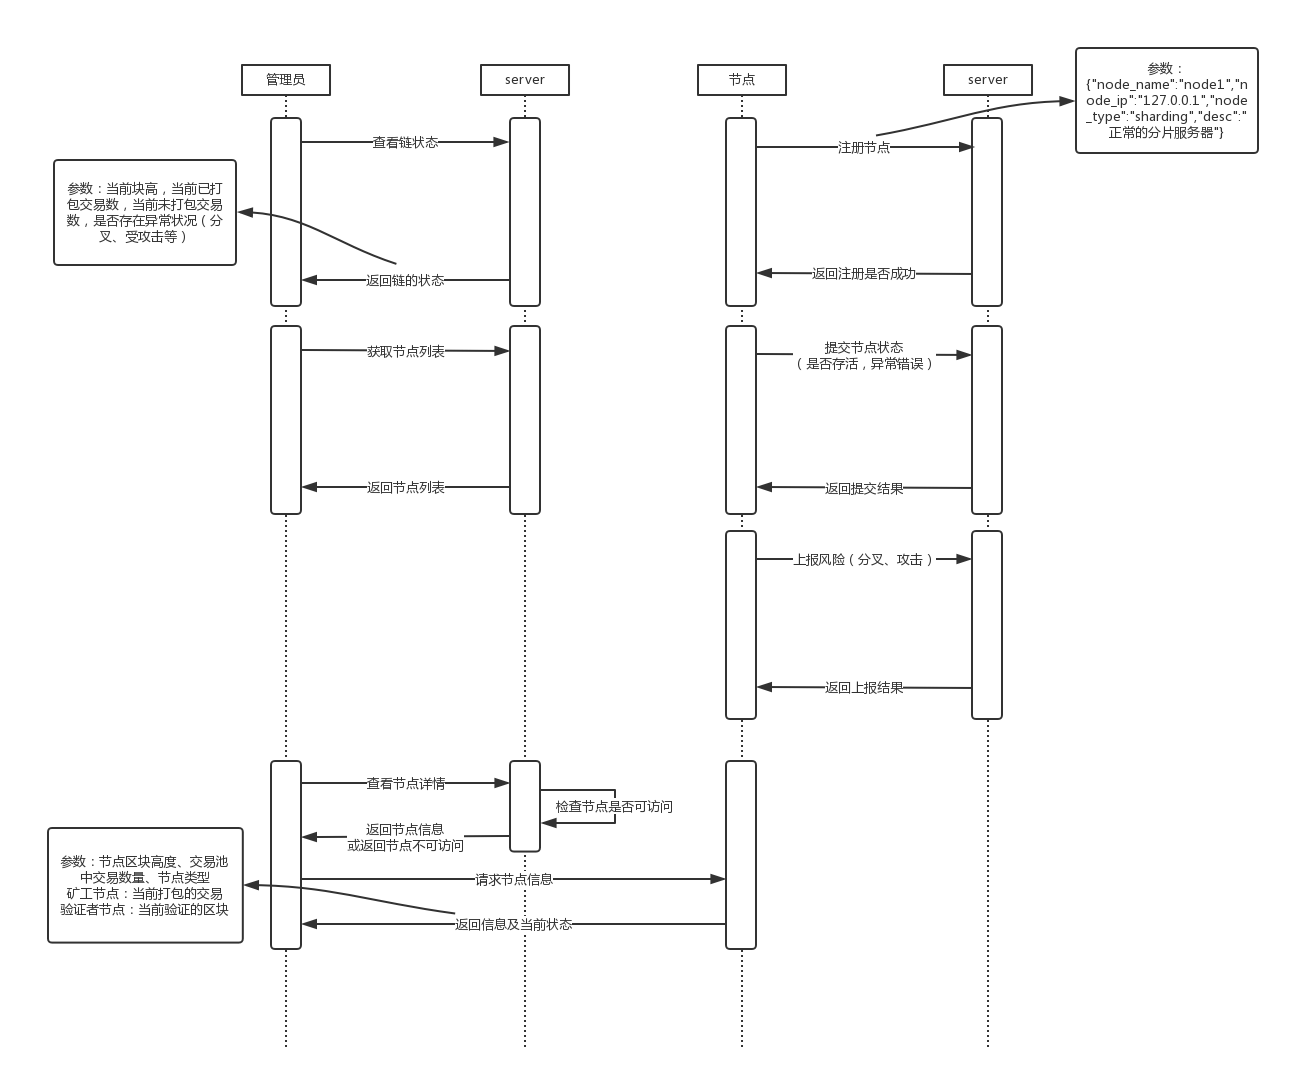 管理员
server
节点
server
参数：
{"node_name":"node1","n
ode_ip":"127.0.0.1","node
_type":"sharding","desc":"
正常的分片服务器"}
查看链状态
注册节点
参数：当前块高，当前已打
包交易数，当前未打包交易
数，是否存在异常状况（分
叉、受攻击等）
返回链的状态
返回注册是否成功
获取节点列表
提交节点状态
（是否存活，异常错误）
返回节点列表
返回提交结果
上报风险（分叉、攻击）
返回上报结果
查看节点详情
检查节点是否可访问
返回节点信息
或返回节点不可访问
参数：节点区块高度、交易池
中交易数量、节点类型
矿工节点：当前打包的交易
验证者节点：当前验证的区块
请求节点信息
返回信息及当前状态